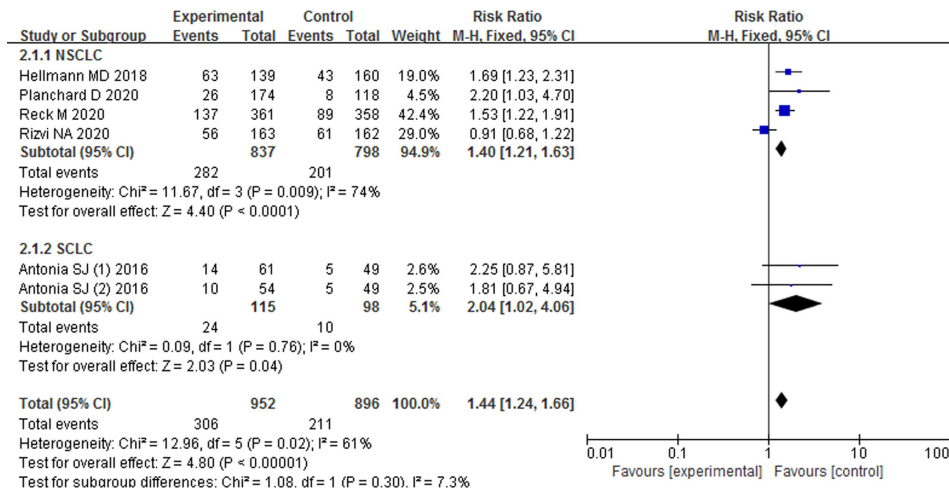 Experimental Control Risk Ratio Risk Ratio
Study or Subgroup Events Total Events Total Weight M-H, Fixed, 95% CI M-H, Fixed, 95% CI
2.1.1 NSCLC
Hellmann MD 2018 63 139 43 160 19.0% 1.69 [1.23, 2.31]
Planchard D 2020 26 174 8 118 4.5% 2.20 [1.03, 4.70]
Reck M 2020 137 361 89 358 42.4% 1.53 [1.22, 1.91]
Rizvi NA 2020 56 163 61 162 29.0% 0.91 [0.68, 1.22]
Subtotal (95% CI) 837 798 94.9% 1.40 [1.21, 1.63]
Total events 282 201
Heterogeneity: Chi² = 11.67, df = 3 (P = 0.009); I² = 74%
Test for overall effect: Z = 4.40 (P < 0.0001)
2.1.2 SCLC
Antonia SJ (1) 2016 14 61 5 49 2.6% 2.25 [0.87, 5.81]
Antonia SJ (2) 2016 10 54 5 49 2.5% 1.81 [0.67, 4.94]
Subtotal (95% CI) 115 98 5.1% 2.04 [1.02, 4.06]
Total events 24 10
Heterogeneity: Chi² = 0.09, df = 1 (P = 0.76); I² = 0%
Test for overall effect: Z = 2.03 (P = 0.04)
Total (95% CI) 952 896 100.0% 1.44 [1.24, 1.66]
Total events 306 211
Heterogeneity: Chi² = 12.96, df = 5 (P = 0.02); I² = 61%
Test for overall effect: Z = 4.80 (P < 0.00001)
Test for subgroup differences: Chi² = 1.08, df = 1 (P = 0.30), I² = 7.3%
0.01 0.1 1 10 100
Favours [experimental] Favours [control]